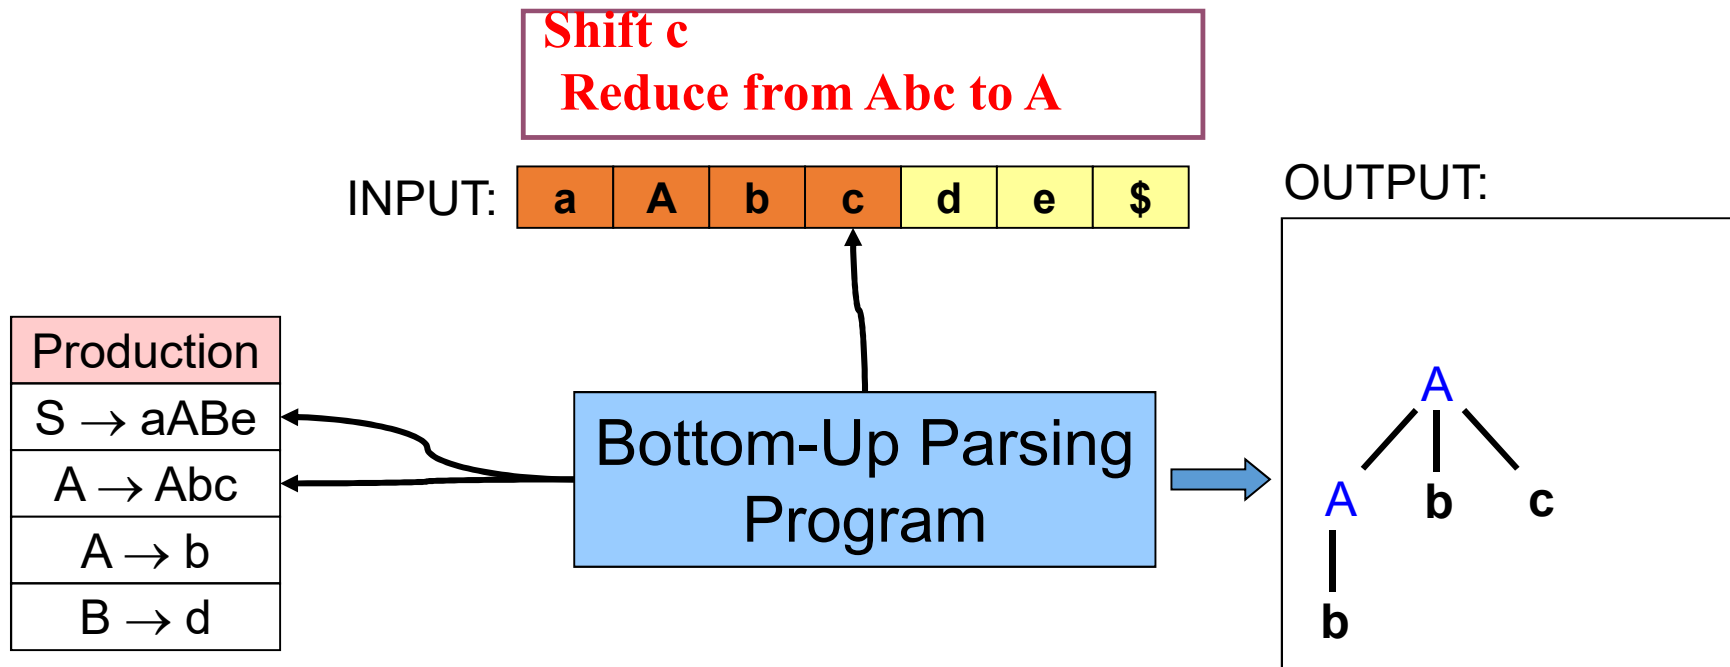 Shift c
Reduce from Abc to A
INPUT: a A b c d e $
OUTPUT:
Production
S → aABe
A → Abc
A → b
B → d
Bottom-Up Parsing
Program
A
A b c
b